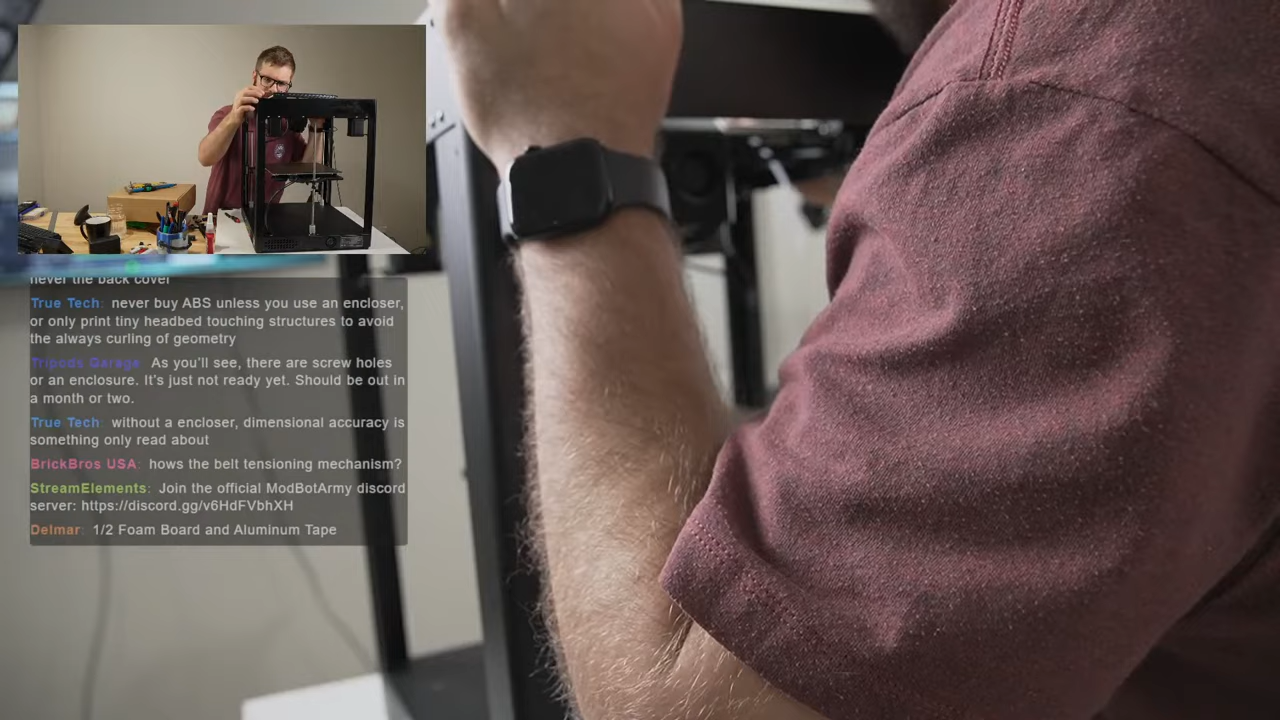 never the back cover
True Tech: never buy ABS unless you use an encloser,
or only print tiny headbed touching structures to avoid
the always curling of geometry
Tripods Garage As you'll see, there are screw holes
or an enclosure. It's just not ready yet. Should be out in
a month or two.
True Tech: without a encloser, dimensional accuracy is
something only read about
BrickBros USA: hows the belt tensioning mechanism?
StreamElements: Join the official ModBotArmy discord
server: https://discord.gg/v6HdFVbhXH
Delmar: 1/2 Foam Board and Aluminum Tape